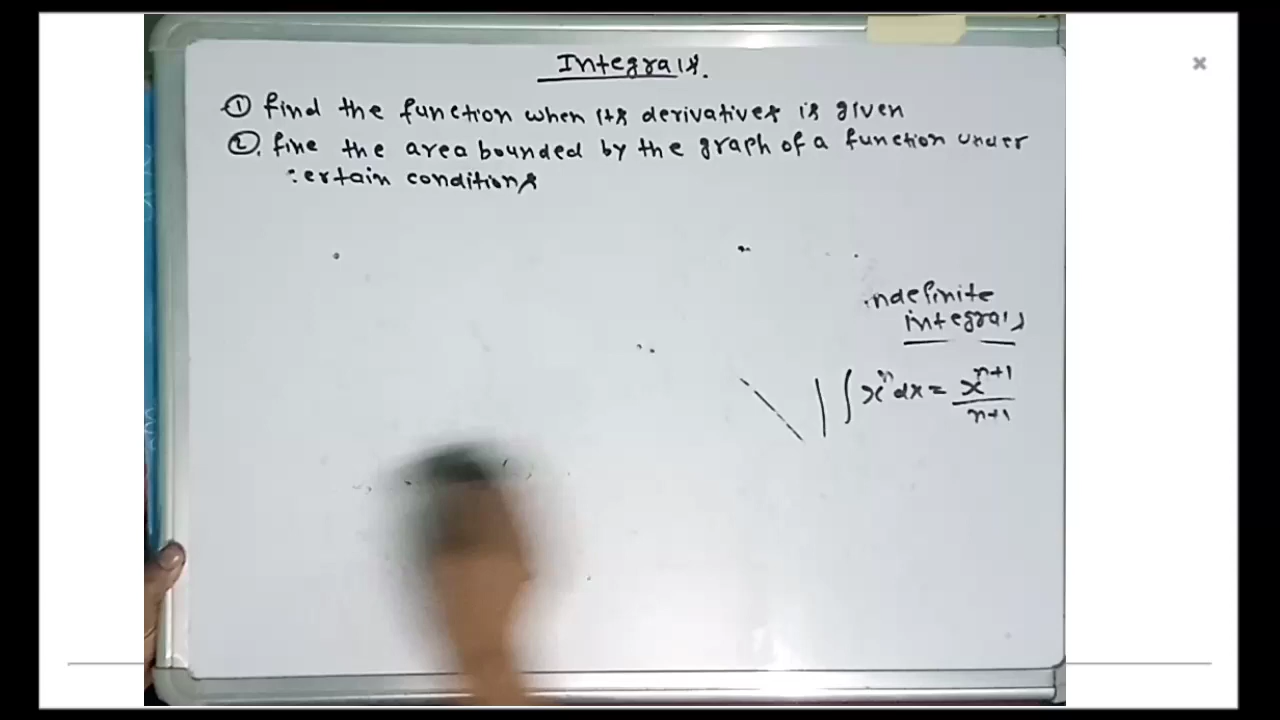 Integrals.
① find the function when its derivatives is given
②. fine the area bounded by the graph of a function under
certain conditions
indefinite
integrals
∫xⁿdx = xⁿ⁺¹/n+1